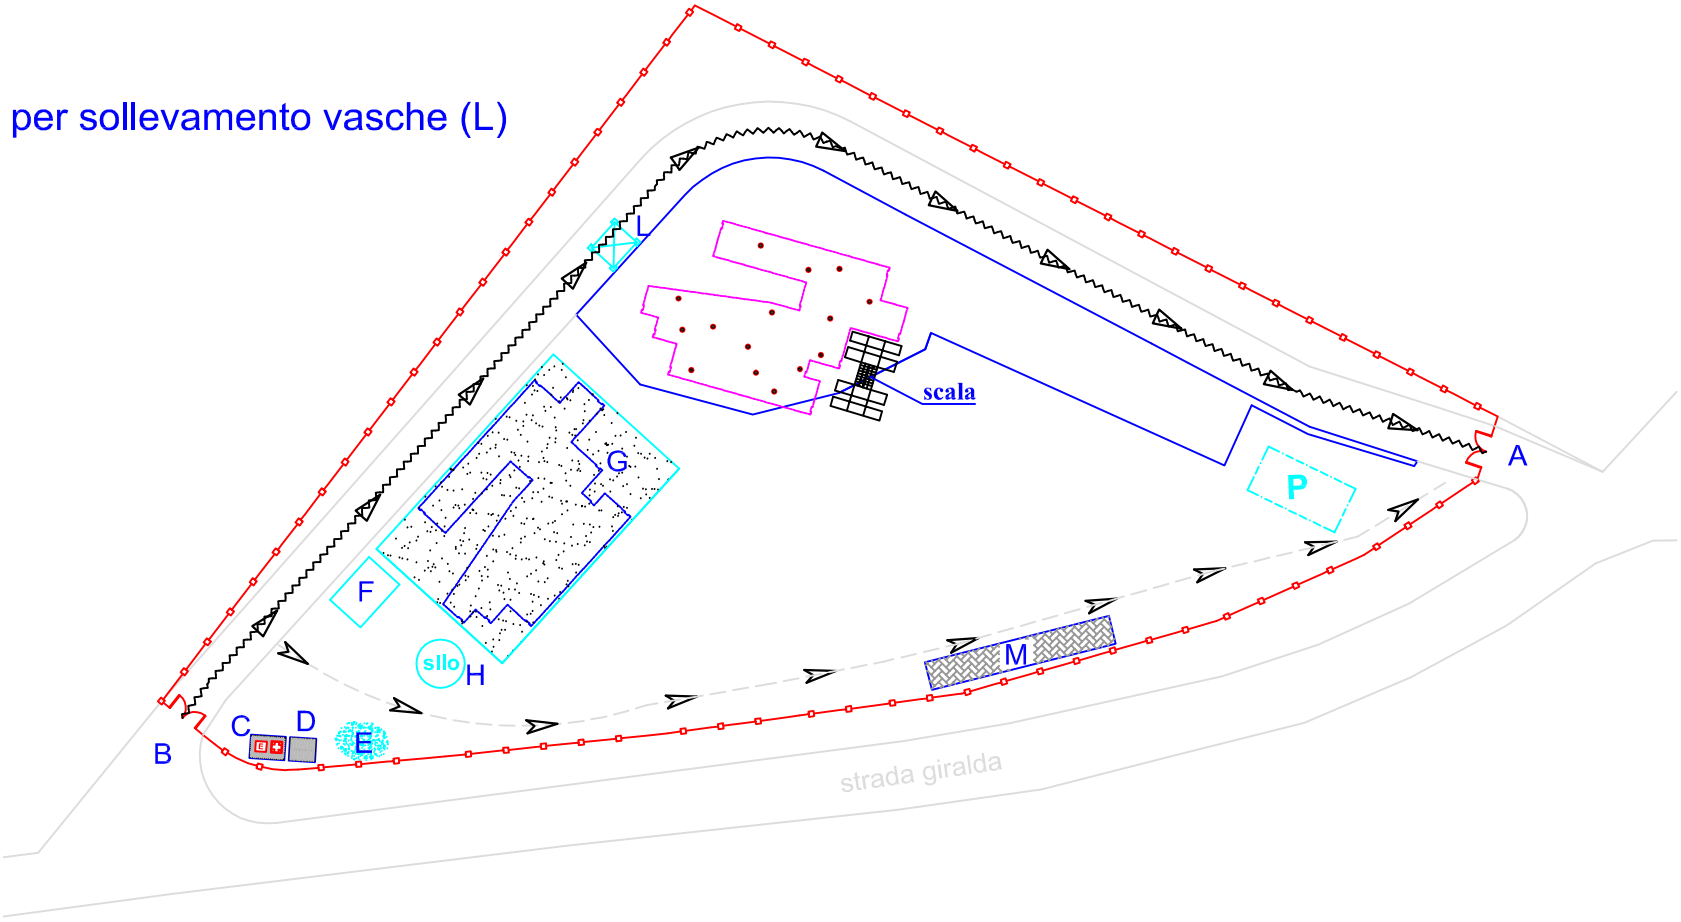 per sollevamento vasche (L)
L
scala
A
G
P
F
M
sllo
H
C
D
E
E
B
strada giralda